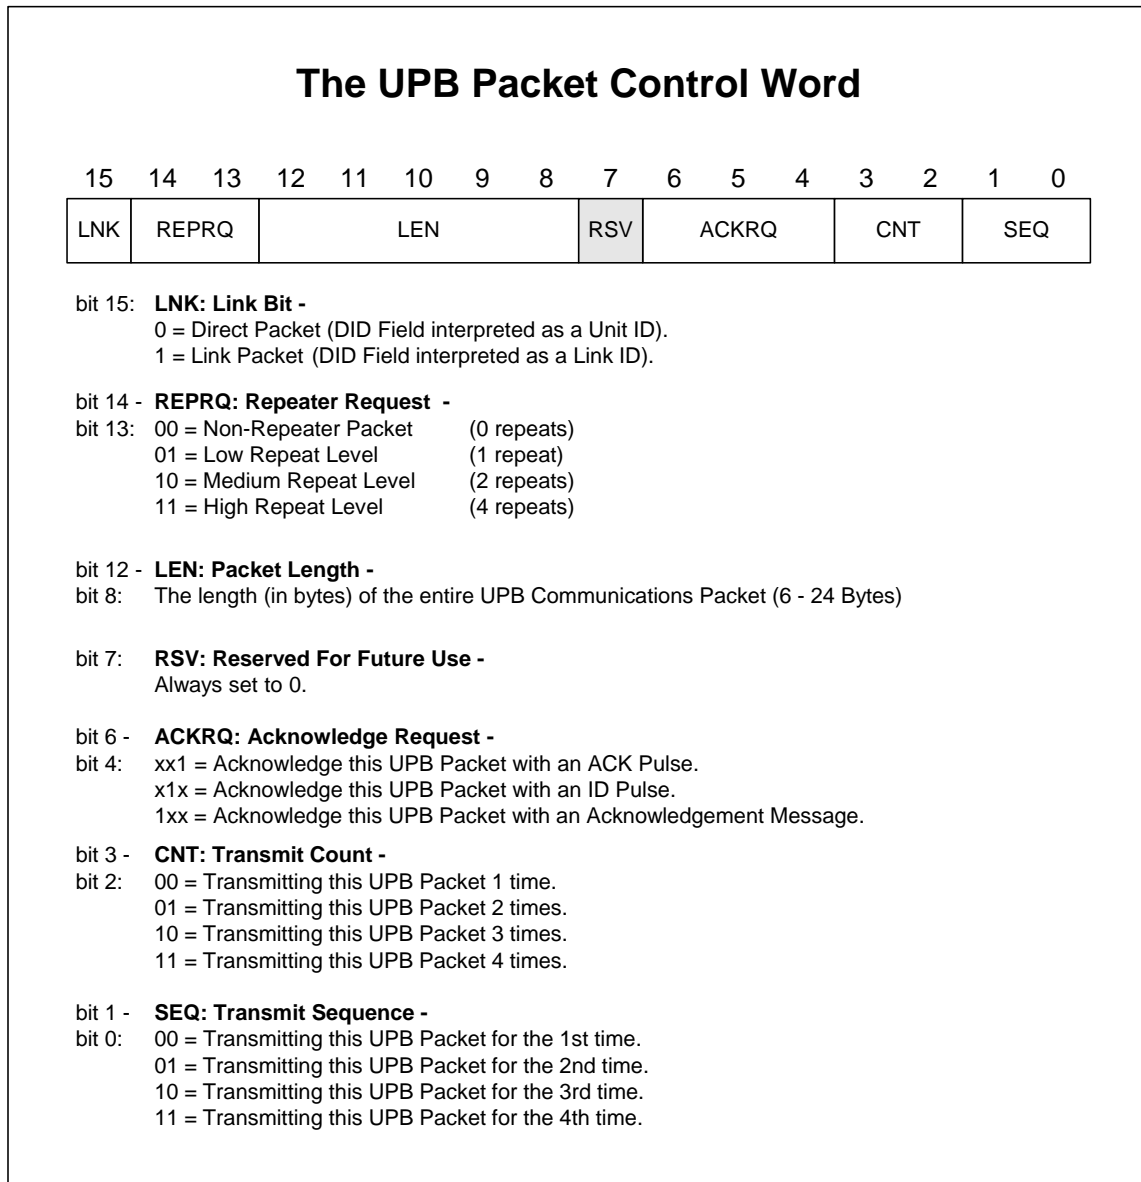 The UPB Packet Control Word
15 14 13 12 11 10 9 8 7 6 5 4 3 2 1 0
LNK REPRQ LEN RSV ACKRQ CNT SEQ
bit 15: LNK: Link Bit -
0 = Direct Packet (DID Field interpreted as a Unit ID).
1 = Link Packet (DID Field interpreted as a Link ID).
bit 14 - REPRQ: Repeater Request -
bit 13: 00 = Non-Repeater Packet (0 repeats)
01 = Low Repeat Level (1 repeat)
10 = Medium Repeat Level (2 repeats)
11 = High Repeat Level (4 repeats)
bit 12 - LEN: Packet Length -
bit 8: The length (in bytes) of the entire UPB Communications Packet (6 - 24 Bytes)
bit 7: RSV: Reserved For Future Use -
Always set to 0.
bit 6 - ACKRQ: Acknowledge Request -
bit 4: xx1 = Acknowledge this UPB Packet with an ACK Pulse.
x1x = Acknowledge this UPB Packet with an ID Pulse.
1xx = Acknowledge this UPB Packet with an Acknowledgement Message.
bit 3 - CNT: Transmit Count -
bit 2: 00 = Transmitting this UPB Packet 1 time.
01 = Transmitting this UPB Packet 2 times.
10 = Transmitting this UPB Packet 3 times.
11 = Transmitting this UPB Packet 4 times.
bit 1 - SEQ: Transmit Sequence -
bit 0: 00 = Transmitting this UPB Packet for the 1st time.
01 = Transmitting this UPB Packet for the 2nd time.
10 = Transmitting this UPB Packet for the 3rd time.
11 = Transmitting this UPB Packet for the 4th time.